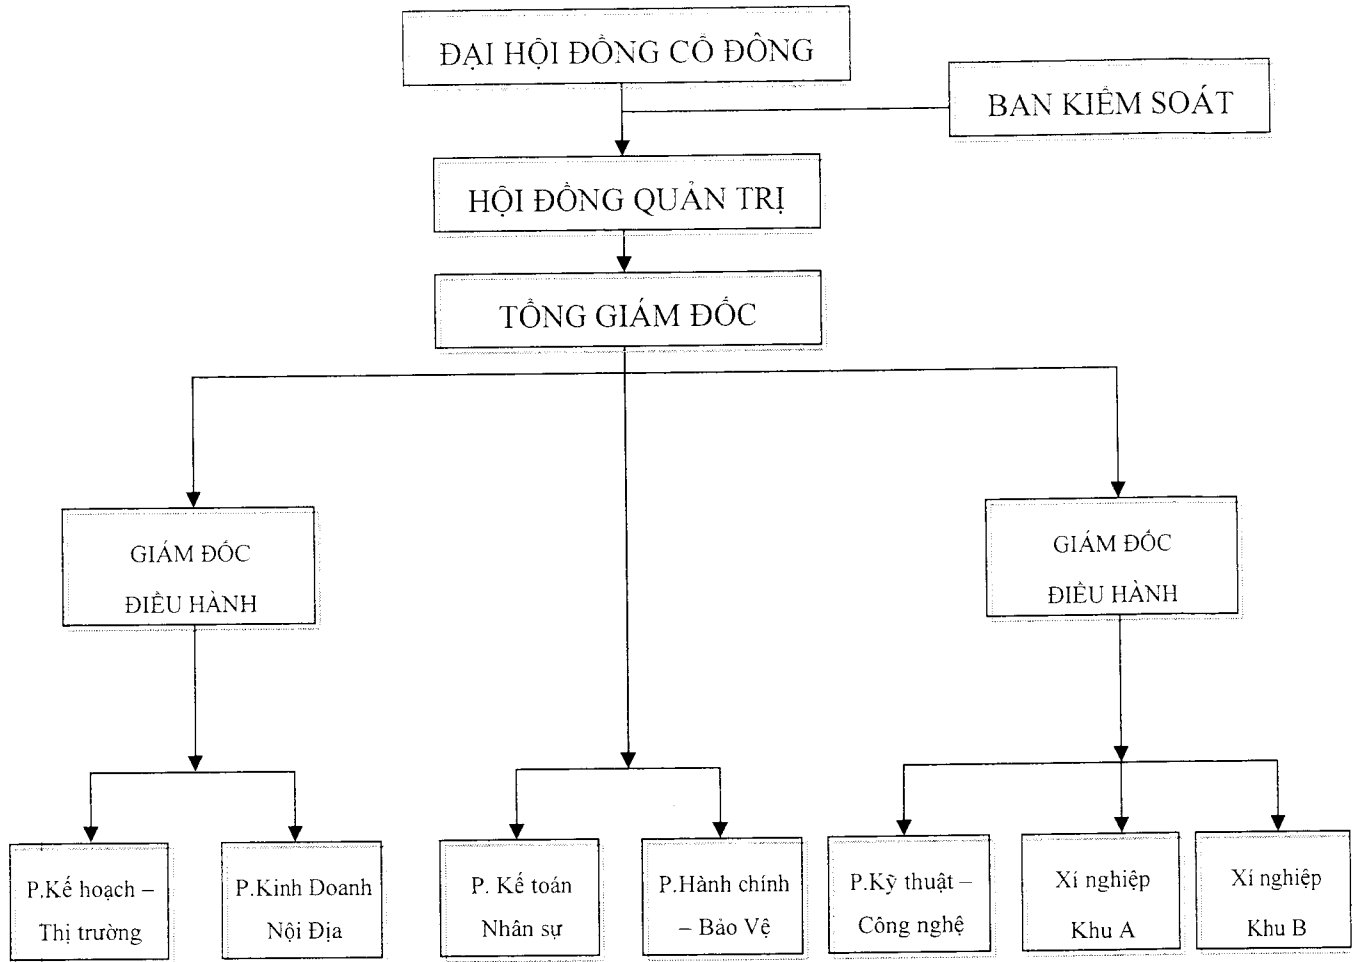 ĐẠI HỘI ĐỒNG CỔ ĐÔNG
BAN KIỂM SOÁT
HỘI ĐỒNG QUẢN TRỊ
TỔNG GIÁM ĐỐC
GIÁM ĐỐC
ĐIỀU HÀNH
GIÁM ĐỐC
ĐIỀU HÀNH
P.Kế hoạch –
Thị trường
P.Kinh Doanh
Nội Địa
P. Kế toán
Nhân sự
P.Hành chính
– Bảo Vệ
P.Kỹ thuật –
Công nghệ
Xí nghiệp
Khu A
Xí nghiệp
Khu B